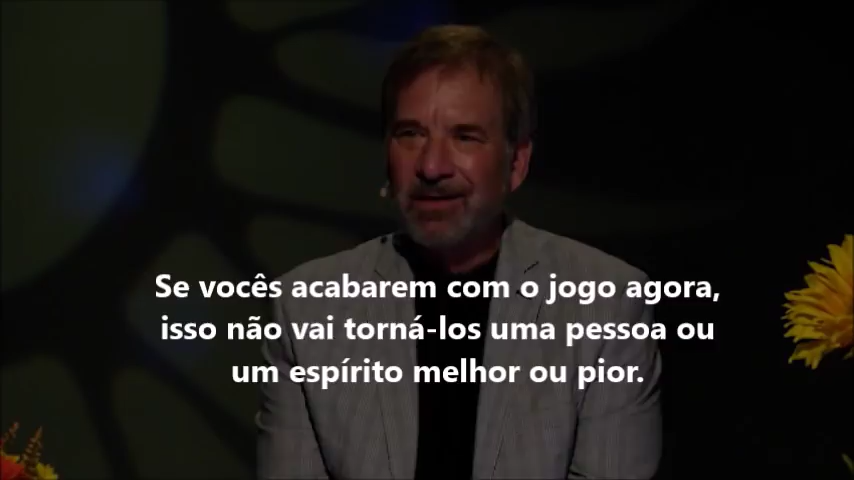 Se vocês acabarem com o jogo agora,
isso não vai torná-los uma pessoa ou
um espírito melhor ou pior.